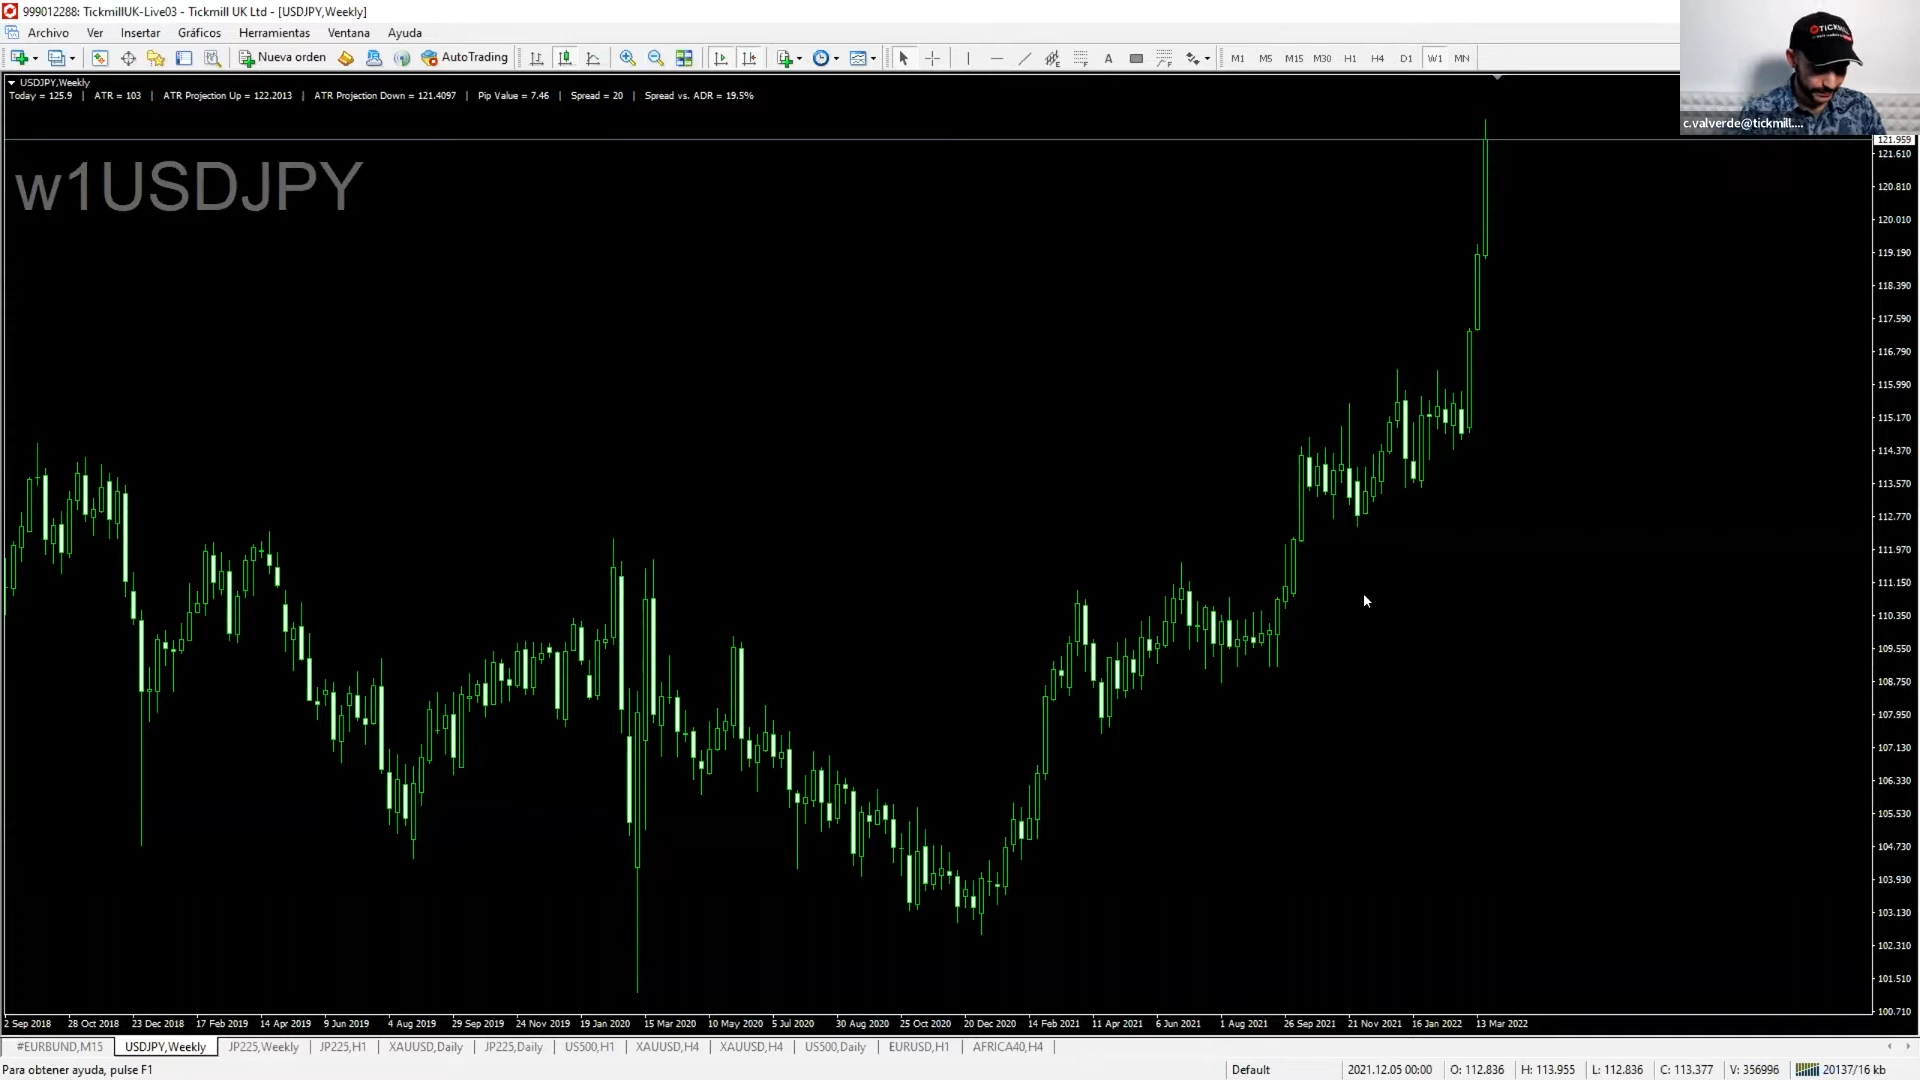 999012288: TickmillUK-Live03 - Tickmill UK Ltd - [USDJPY,Weekly]
Archivo Ver Insertar Gráficos Herramientas Ventana Ayuda
Nueva orden AutoTrading A M1 M5 M15 M30 H1 H4 D1 W1 MN
TICKMILL
c.valverde@tickmill....
USDJPY,Weekly
Today = 125.9 | ATR = 103 | ATR Projection Up = 122.2013 | ATR Projection Down = 121.4097 | Pip Value = 7.46 | Spread = 20 | Spread vs. ADR = 19.5%
w1USDJPY
121.959
121.610
120.810
120.010
119.190
118.390
117.590
116.790
115.990
115.170
114.370
113.570
112.770
111.970
111.150
110.350
109.550
108.750
107.950
107.130
106.330
105.530
104.730
103.930
103.130
102.310
101.510
100.710
2 Sep 2018 28 Oct 2018 23 Dec 2018 17 Feb 2019 14 Apr 2019 9 Jun 2019 4 Aug 2019 29 Sep 2019 24 Nov 2019 19 Jan 2020 15 Mar 2020 10 May 2020 5 Jul 2020 30 Aug 2020 25 Oct 2020 20 Dec 2020 14 Feb 2021 11 Apr 2021 6 Jun 2021 1 Aug 2021 26 Sep 2021 21 Nov 2021 16 Jan 2022 13 Mar 2022
#EURBUND,M15 USDJPY,Weekly JP225,Weekly JP225,H1 XAUUSD,Daily JP225,Daily US500,H1 XAUUSD,H4 XAUUSD,H4 US500,Daily EURUSD,H1 AFRICA40,H4
Para obtener ayuda, pulse F1 Default 2021.12.05 00:00 O: 112.836 H: 113.955 L: 112.836 C: 113.377 V: 356996 20137/16 kb